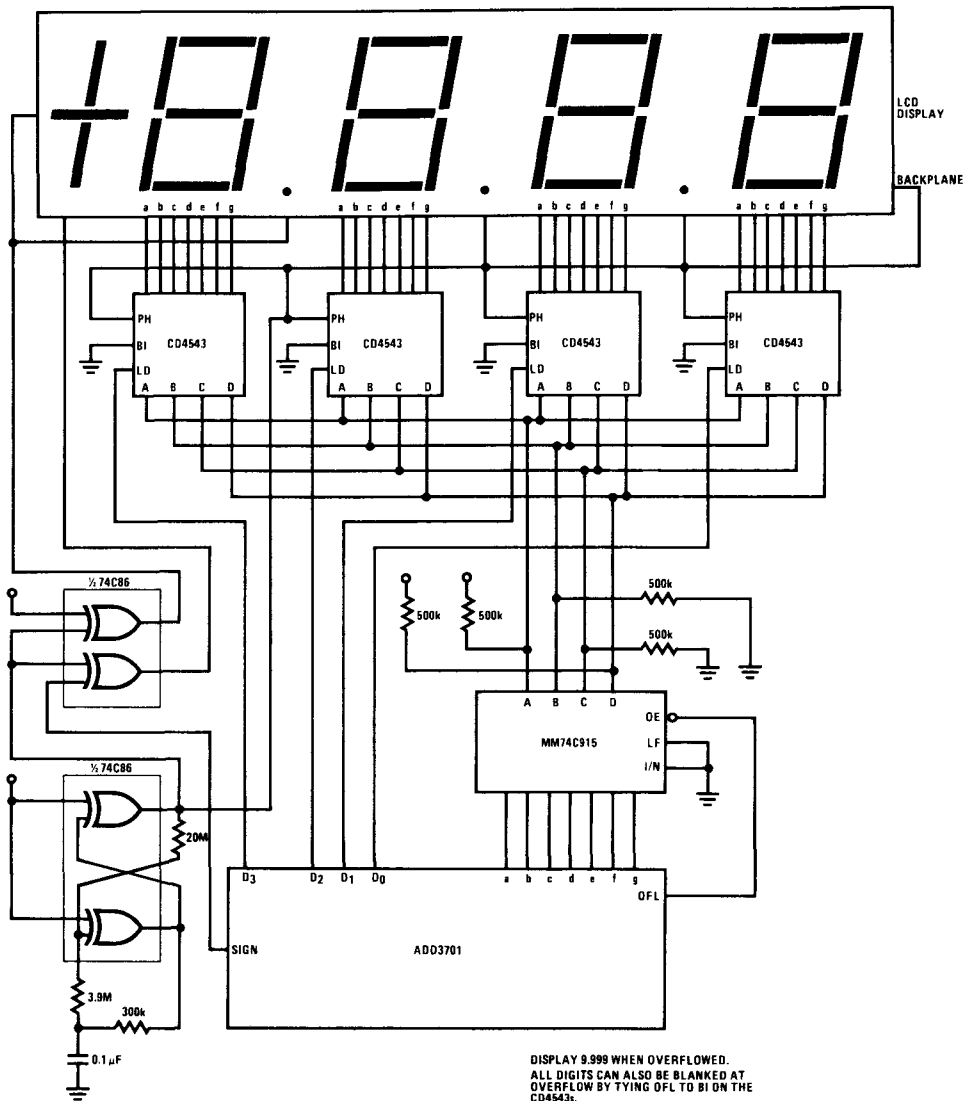 LCD
DISPLAY
BACKPLANE
a b c d e f g
a b c d e f g
a b c d e f g
a b c d e f g
PH
BI
LD
CD4543
A B C D
PH
BI
LD
CD4543
A B C D
PH
BI
LD
CD4543
A B C D
PH
BI
LD
CD4543
A B C D
½ 74C86
500k
500k
500k
500k
A B C D
OE
LF
I/N
MM74C915
½ 74C86
20M
a b c d e f g
D3 D2 D1 D0
OFL
SIGN
ADD3701
3.9M
300k
0.1 µF
DISPLAY 9.999 WHEN OVERFLOWED.
ALL DIGITS CAN ALSO BE BLANKED AT
OVERFLOW BY TYING OFL TO BI ON THE
CD4543s.